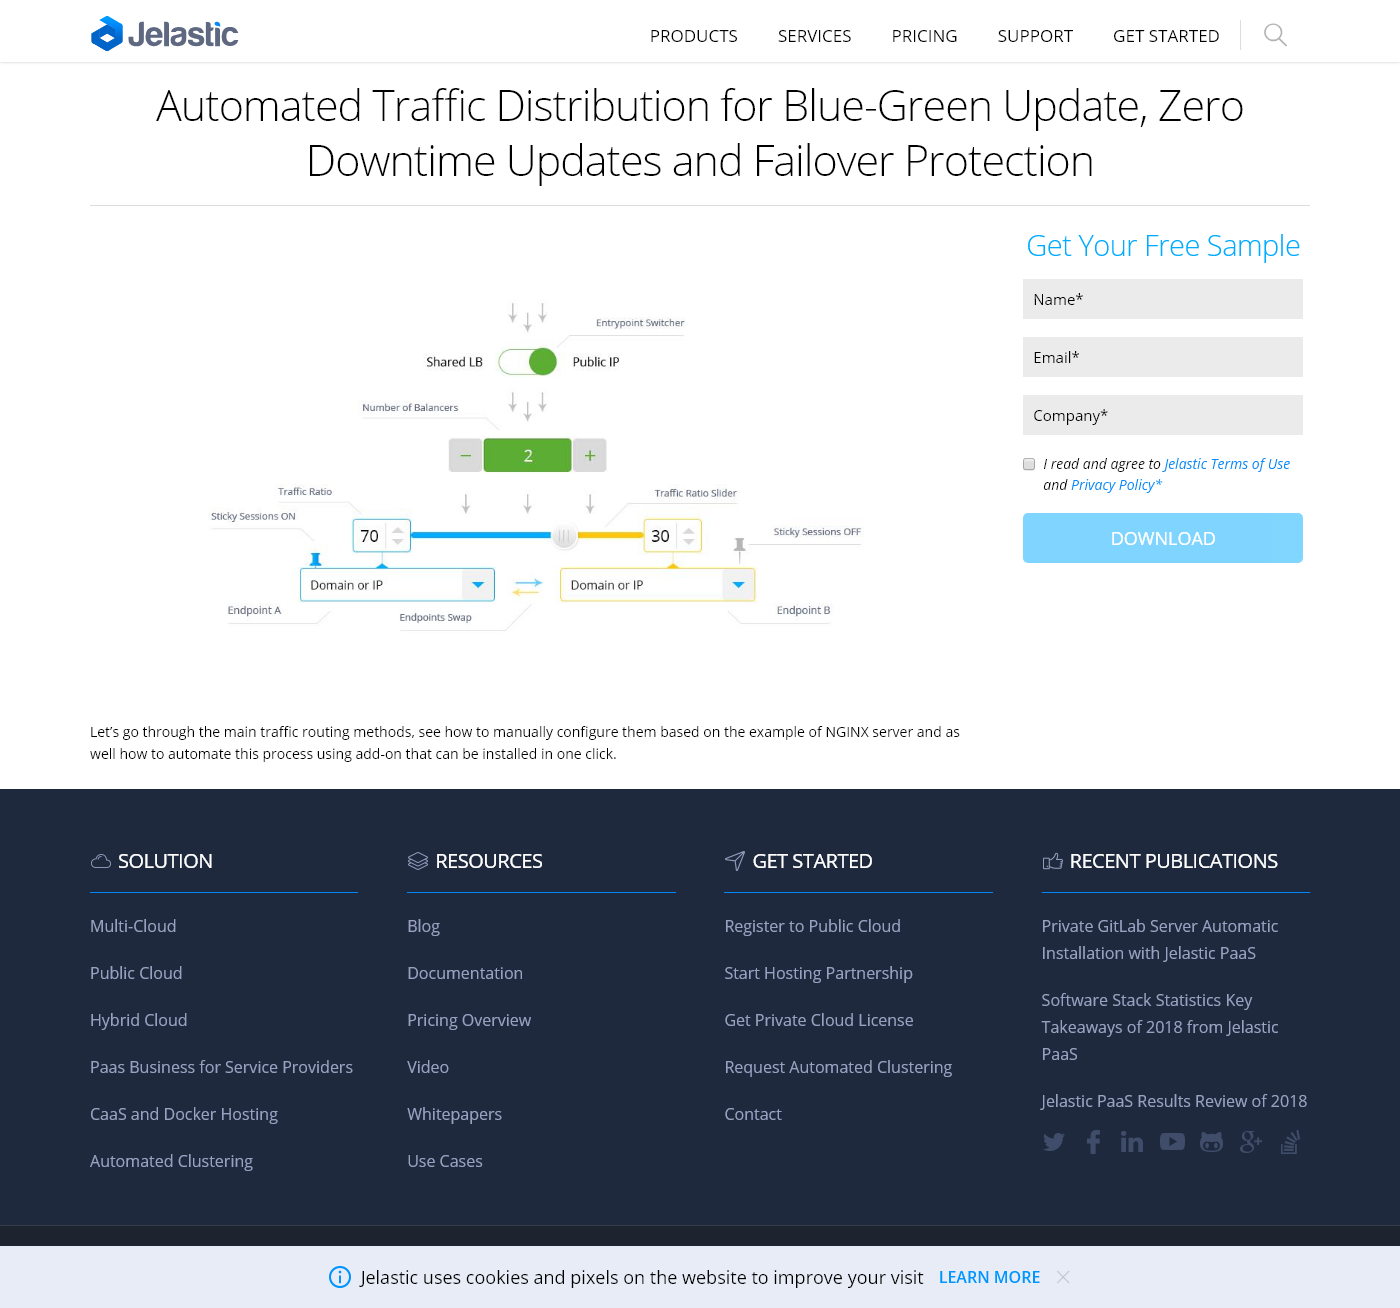 Jelastic
PRODUCTS
SERVICES
PRICING
SUPPORT
GET STARTED
Automated Traffic Distribution for Blue-Green Update, Zero
Downtime Updates and Failover Protection
Entrypoint Switcher
Shared LB
Public IP
Number of Balancers
−
2
+
Traffic Ratio
Traffic Ratio Slider
Sticky Sessions ON
70
30
Sticky Sessions OFF
Domain or IP
Domain or IP
Endpoint A
Endpoints Swap
Endpoint B
Let’s go through the main traffic routing methods, see how to manually configure them based on the example of NGINX server and as
well how to automate this process using add-on that can be installed in one click.
Get Your Free Sample
Name*
Email*
Company*
I read and agree to Jelastic Terms of Use
and Privacy Policy*
DOWNLOAD
SOLUTION
Multi-Cloud
Public Cloud
Hybrid Cloud
Paas Business for Service Providers
CaaS and Docker Hosting
Automated Clustering
RESOURCES
Blog
Documentation
Pricing Overview
Video
Whitepapers
Use Cases
GET STARTED
Register to Public Cloud
Start Hosting Partnership
Get Private Cloud License
Request Automated Clustering
Contact
RECENT PUBLICATIONS
Private GitLab Server Automatic
Installation with Jelastic PaaS
Software Stack Statistics Key
Takeaways of 2018 from Jelastic
PaaS
Jelastic PaaS Results Review of 2018
Jelastic uses cookies and pixels on the website to improve your visit LEARN MORE